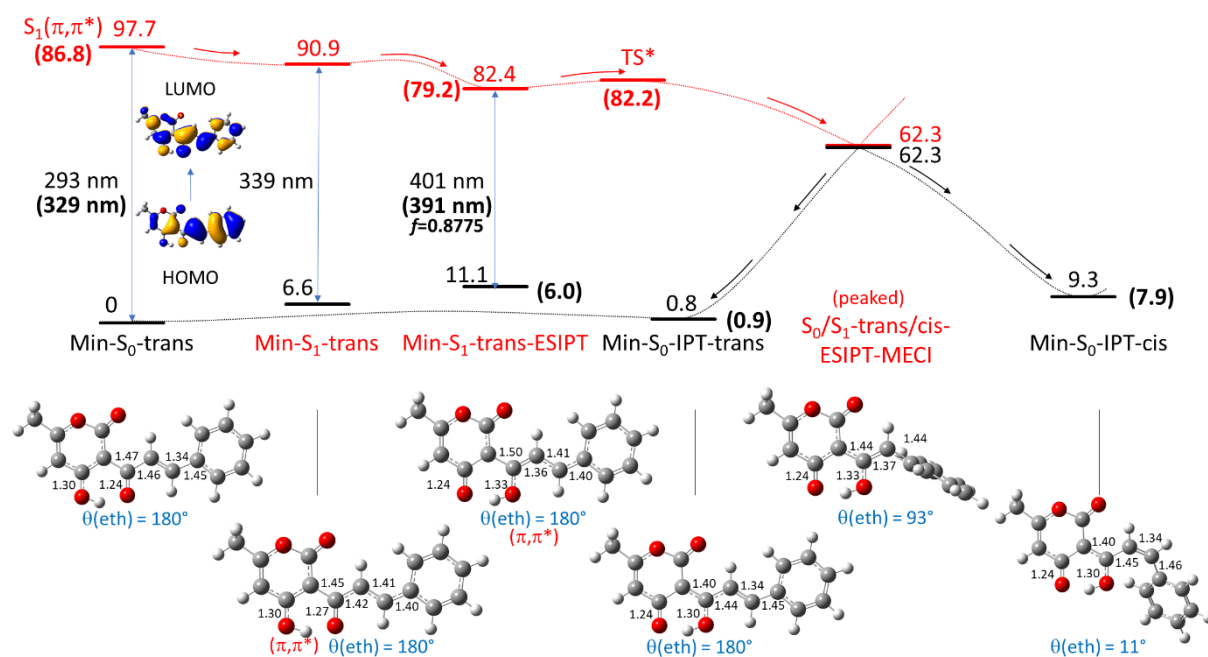 S₁(π,π*) 97.7
(86.8)
90.9
82.4
(79.2)
TS*
(82.2)
62.3
62.3
LUMO
293 nm
(329 nm)
HOMO
339 nm
401 nm
(391 nm)
f=0.8775
0
6.6
11.1
(6.0)
0.8
(0.9)
9.3
(7.9)
(peaked)
S₀/S₁-trans/cis-
ESIPT-MECI
Min-S₀-trans
Min-S₁-trans
Min-S₁-trans-ESIPT
Min-S₀-IPT-trans
Min-S₀-IPT-cis
1.47
1.34
1.46
1.45
1.30
1.24
θ(eth) = 180°
1.50
1.41
1.36
1.40
1.24
1.33
θ(eth) = 180°
(π,π*)
1.44
1.44
1.37
1.24
1.33
θ(eth) = 93°
1.45
1.41
1.42
1.40
1.30
1.27
(π,π*)
θ(eth) = 180°
1.40
1.34
1.44
1.45
1.24
1.30
θ(eth) = 180°
1.40
1.34
1.45
1.46
1.24
1.30
θ(eth) = 11°